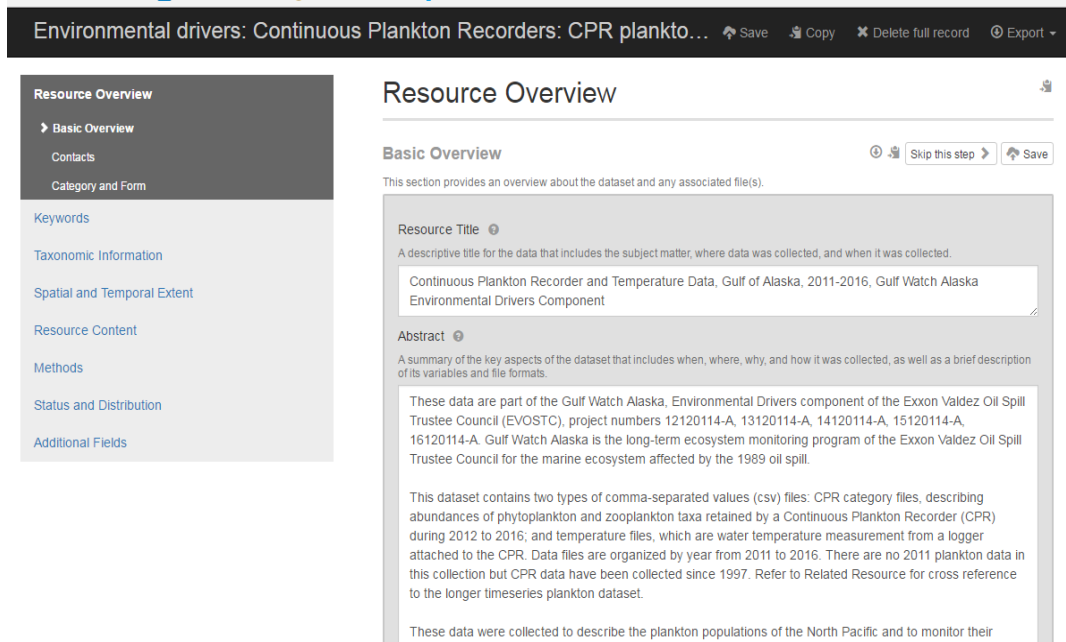 Environmental drivers: Continuous Plankton Recorders: CPR plankto... Save Copy Delete full record Export
Resource Overview
Basic Overview
Contacts
Category and Form
Keywords
Taxonomic Information
Spatial and Temporal Extent
Resource Content
Methods
Status and Distribution
Additional Fields
Resource Overview
Basic Overview Skip this step Save
This section provides an overview about the dataset and any associated file(s).
Resource Title
A descriptive title for the data that includes the subject matter, where data was collected, and when it was collected.
Continuous Plankton Recorder and Temperature Data, Gulf of Alaska, 2011-2016, Gulf Watch Alaska
Environmental Drivers Component
Abstract
A summary of the key aspects of the dataset that includes when, where, why, and how it was collected, as well as a brief description
of its variables and file formats.
These data are part of the Gulf Watch Alaska, Environmental Drivers component of the Exxon Valdez Oil Spill
Trustee Council (EVOSTC), project numbers 12120114-A, 13120114-A, 14120114-A, 15120114-A,
16120114-A. Gulf Watch Alaska is the long-term ecosystem monitoring program of the Exxon Valdez Oil Spill
Trustee Council for the marine ecosystem affected by the 1989 oil spill.
This dataset contains two types of comma-separated values (csv) files: CPR category files, describing
abundances of phytoplankton and zooplankton taxa retained by a Continuous Plankton Recorder (CPR)
during 2012 to 2016; and temperature files, which are water temperature measurement from a logger
attached to the CPR. Data files are organized by year from 2011 to 2016. There are no 2011 plankton data in
this collection but CPR data have been collected since 1997. Refer to Related Resource for cross reference
to the longer timeseries plankton dataset.
These data were collected to describe the plankton populations of the North Pacific and to monitor their